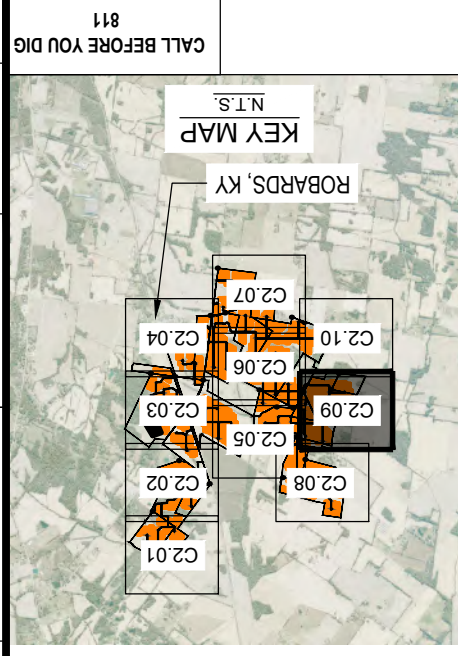 C2.01
C2.08
C2.02
C2.05
C2.09
C2.03
C2.06
C2.10
C2.04
C2.07
ROBARDS, KY
KEY MAP
N.T.S.
CALL BEFORE YOU DIG
811